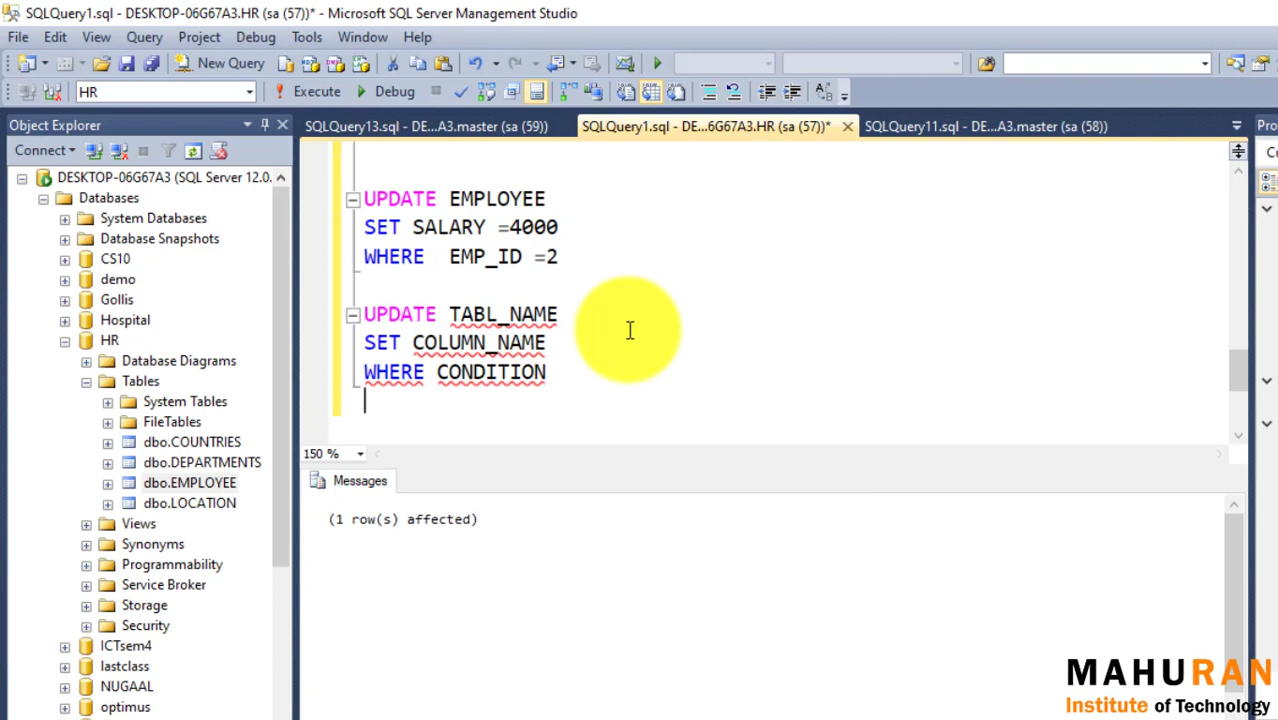 SQLQuery1.sql - DESKTOP-06G67A3.HR (sa (57))* - Microsoft SQL Server Management Studio
File Edit View Query Project Debug Tools Window Help
New Query
HR Execute Debug
Object Explorer
SQLQuery13.sql - DE...A3.master (sa (59)) SQLQuery1.sql - DE...6G67A3.HR (sa (57))* SQLQuery11.sql - DE...A3.master (sa (58))
Connect
DESKTOP-06G67A3 (SQL Server 12.0.
Databases
System Databases
Database Snapshots
CS10
demo
Gollis
Hospital
HR
Database Diagrams
Tables
System Tables
FileTables
dbo.COUNTRIES
dbo.DEPARTMENTS
dbo.EMPLOYEE
dbo.LOCATION
Views
Synonyms
Programmability
Service Broker
Storage
Security
ICTsem4
lastclass
NUGAAL
optimus
UPDATE EMPLOYEE
SET SALARY =4000
WHERE  EMP_ID =2
UPDATE TABL_NAME
SET COLUMN_NAME
WHERE CONDITION
150 %
Messages
(1 row(s) affected)
MAHURAN
Institute of Technology